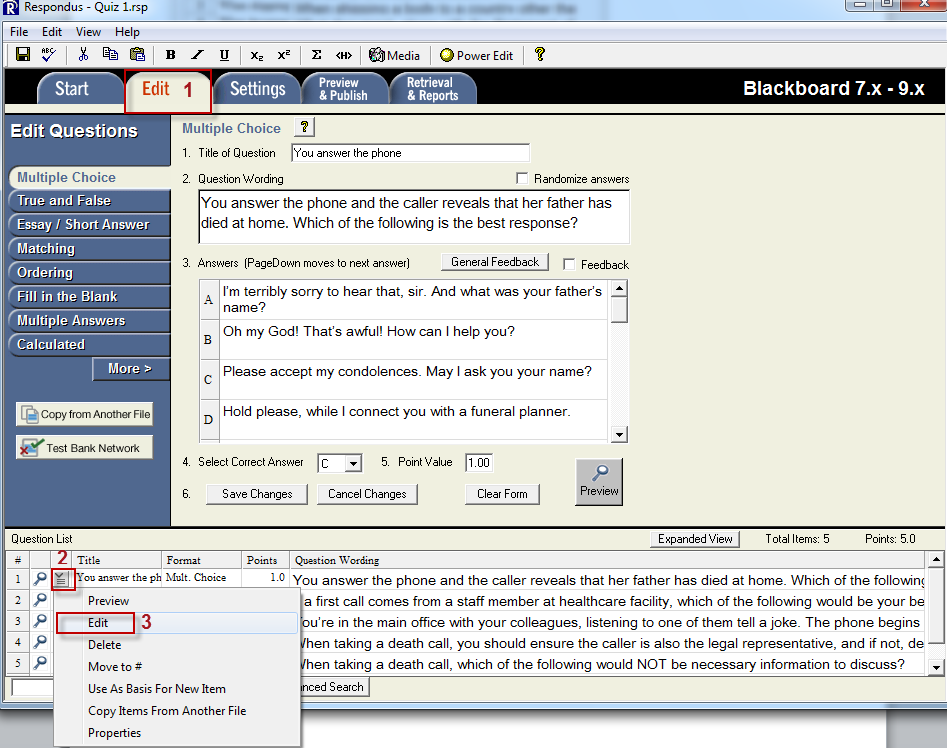 Respondus - Quiz 1.rsp
File Edit View Help
B I U X₂ X² Σ <H> Media Power Edit ?
Start Edit 1 Settings Preview & Publish Retrieval & Reports Blackboard 7.x - 9.x
Edit Questions
Multiple Choice
True and False
Essay / Short Answer
Matching
Ordering
Fill in the Blank
Multiple Answers
Calculated
More >
Copy from Another File
Test Bank Network
Multiple Choice ?
1. Title of Question You answer the phone
2. Question Wording Randomize answers
You answer the phone and the caller reveals that her father has
died at home. Which of the following is the best response?
3. Answers (PageDown moves to next answer) General Feedback Feedback
A I'm terribly sorry to hear that, sir. And what was your father's
name?
B Oh my God! That's awful! How can I help you?
C Please accept my condolences. May I ask you your name?
D Hold please, while I connect you with a funeral planner.
4. Select Correct Answer C 5. Point Value 1.00
6. Save Changes Cancel Changes Clear Form Preview
Question List Expanded View Total Items: 5 Points: 5.0
# 2 Title Format Points Question Wording
1 You answer the ph Mult. Choice 1.0 You answer the phone and the caller reveals that her father has died at home. Which of the following
2 a first call comes from a staff member at healthcare facility, which of the following would be your be
3 ou're in the main office with your colleagues, listening to one of them tell a joke. The phone begins
4 hen taking a death call, you should ensure the caller is also the legal representative, and if not, de
5 hen taking a death call, which of the following would NOT be necessary information to discuss?
nced Search
Preview
Edit 3
Delete
Move to #
Use As Basis For New Item
Copy Items From Another File
Properties